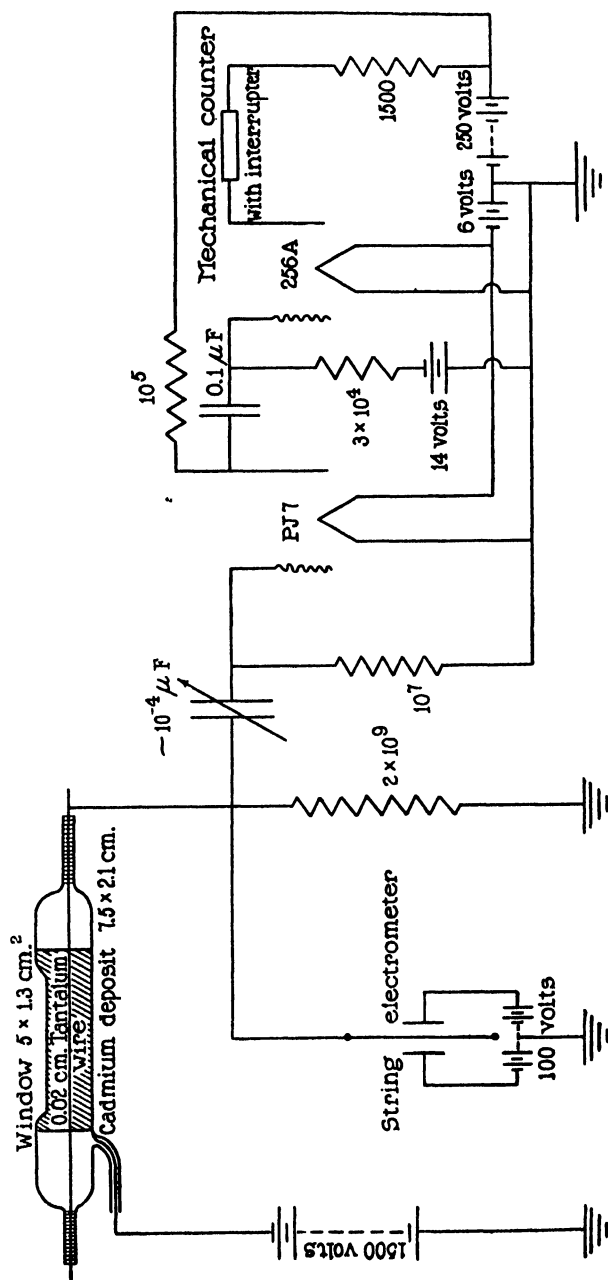 Window 5 × 1.3 cm.²
0.02 cm. Tantalum
wire
Cadmium deposit 7.5 × 2.1 cm.
1500 volts
String electrometer
100 volts
~10⁻⁴ μF
2 × 10⁹
10⁷
PJ7
10⁵
0.1 μF
3 × 10⁴
14 volts
256A
Mechanical counter
with interrupter
1500
6 volts
250 volts